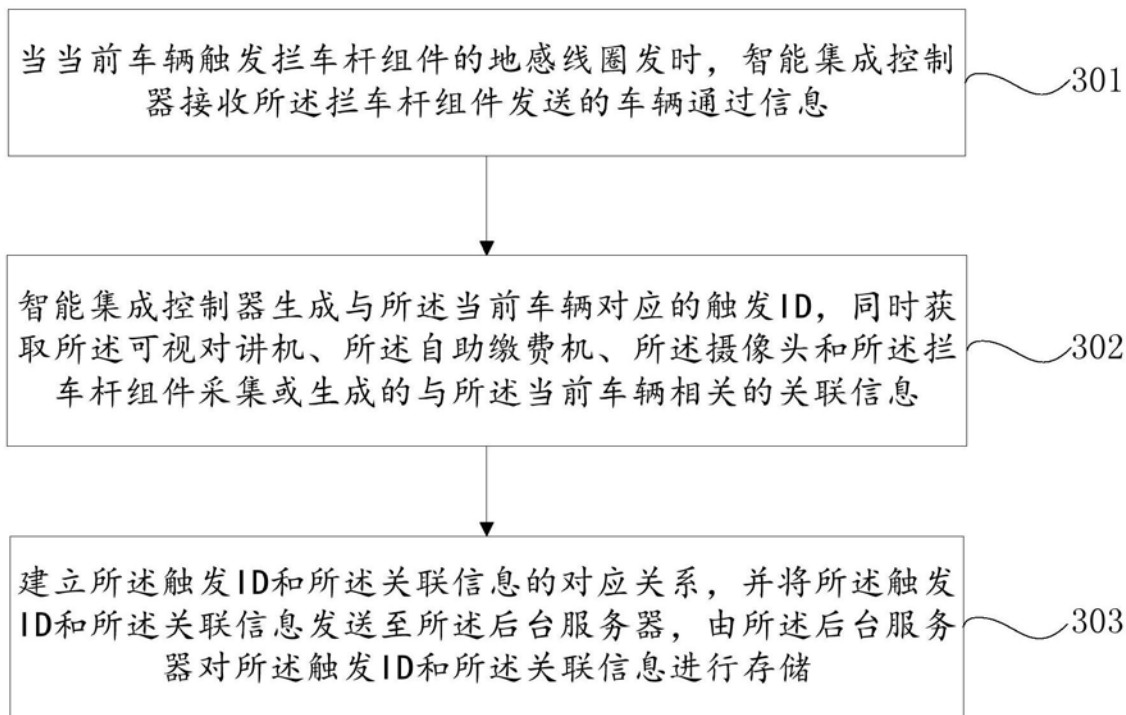 当当前车辆触发拦车杆组件的地感线圈发时，智能集成控制
器接收所述拦车杆组件发送的车辆通过信息
301
智能集成控制器生成与所述当前车辆对应的触发ID，同时获
取所述可视对讲机、所述自助缴费机、所述摄像头和所述拦
车杆组件采集或生成的与所述当前车辆相关的关联信息
302
建立所述触发ID和所述关联信息的对应关系，并将所述触发
ID和所述关联信息发送至所述后台服务器，由所述后台服务
器对所述触发ID和所述关联信息进行存储
303